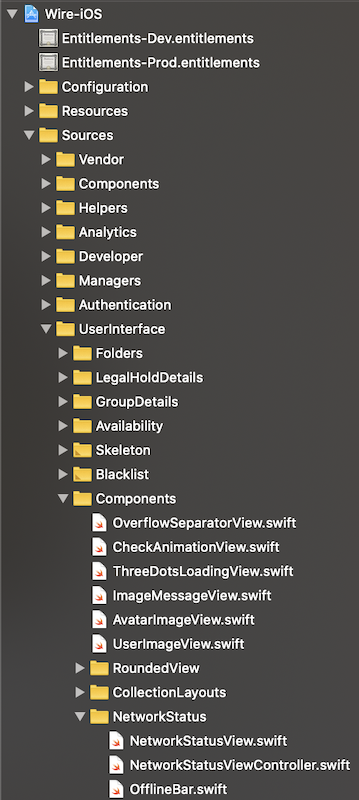 Wire-iOS
Entitlements-Dev.entitlements
Entitlements-Prod.entitlements
Configuration
Resources
Sources
Vendor
Components
Helpers
Analytics
Developer
Managers
Authentication
UserInterface
Folders
LegalHoldDetails
GroupDetails
Availability
Skeleton
Blacklist
Components
OverflowSeparatorView.swift
CheckAnimationView.swift
ThreeDotsLoadingView.swift
ImageMessageView.swift
AvatarImageView.swift
UserImageView.swift
RoundedView
CollectionLayouts
NetworkStatus
NetworkStatusView.swift
NetworkStatusViewController.swift
OfflineBar.swift